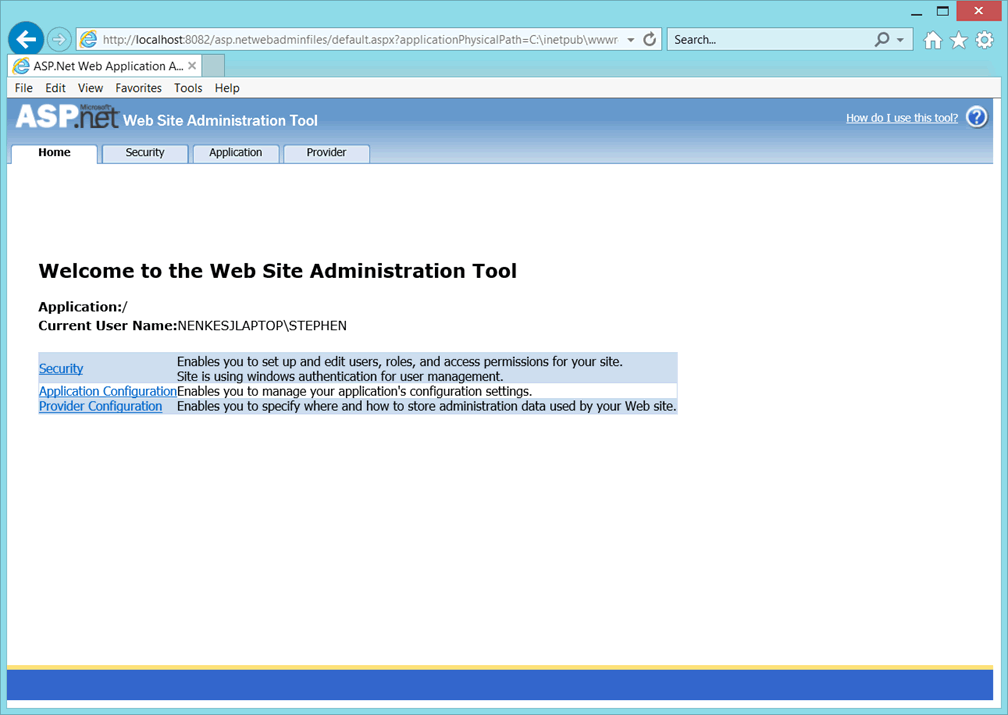 http://localhost:8082/asp.netwebadminfiles/default.aspx?applicationPhysicalPath=C:\inetpub\wwwr
Search...
ASP.Net Web Application A...
File Edit View Favorites Tools Help
Microsoft
ASP.net Web Site Administration Tool
How do I use this tool? ?
Home Security Application Provider
Welcome to the Web Site Administration Tool
Application:/
Current User Name:NENKESJLAPTOP\STEPHEN
Security Enables you to set up and edit users, roles, and access permissions for your site.
Site is using windows authentication for user management.
Application Configuration Enables you to manage your application's configuration settings.
Provider Configuration Enables you to specify where and how to store administration data used by your Web site.